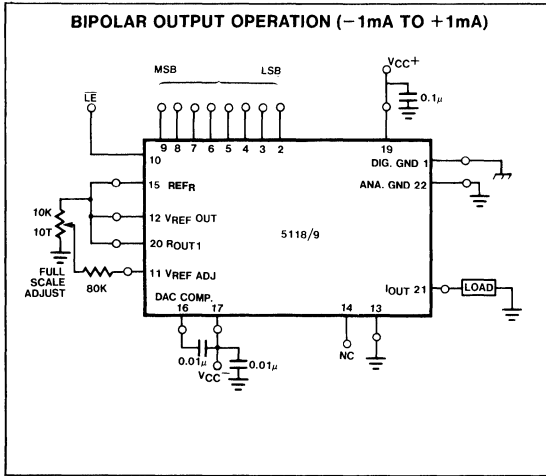 BIPOLAR OUTPUT OPERATION (−1mA TO +1mA)
MSB LSB
VCC+
LE
0.1µ
9 8 7 6 5 4 3 2
19
10
DIG. GND 1
15 REFR
ANA. GND 22
10K
10T
12 VREF OUT
5118/9
20 ROUT1
FULL
SCALE
ADJUST
80K
11 VREF ADJ
IOUT 21
LOAD
DAC COMP.
16 17
14 13
0.01µ
VCC−
0.01µ
NC